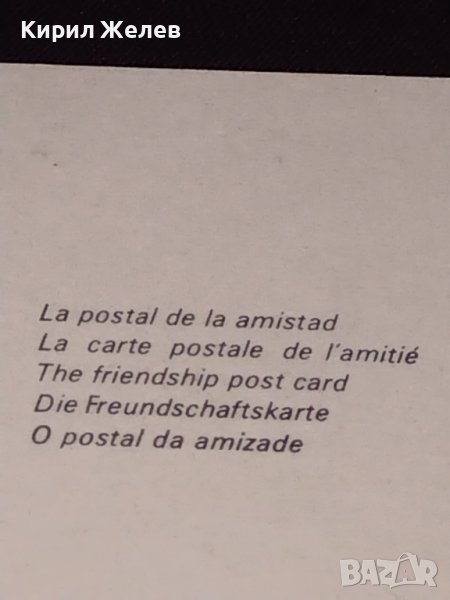 Кирил Желев
La postal de la amistad
La carte postale de l'amitié
The friendship post card
Die Freundschaftskarte
O postal da amizade
BAZAR